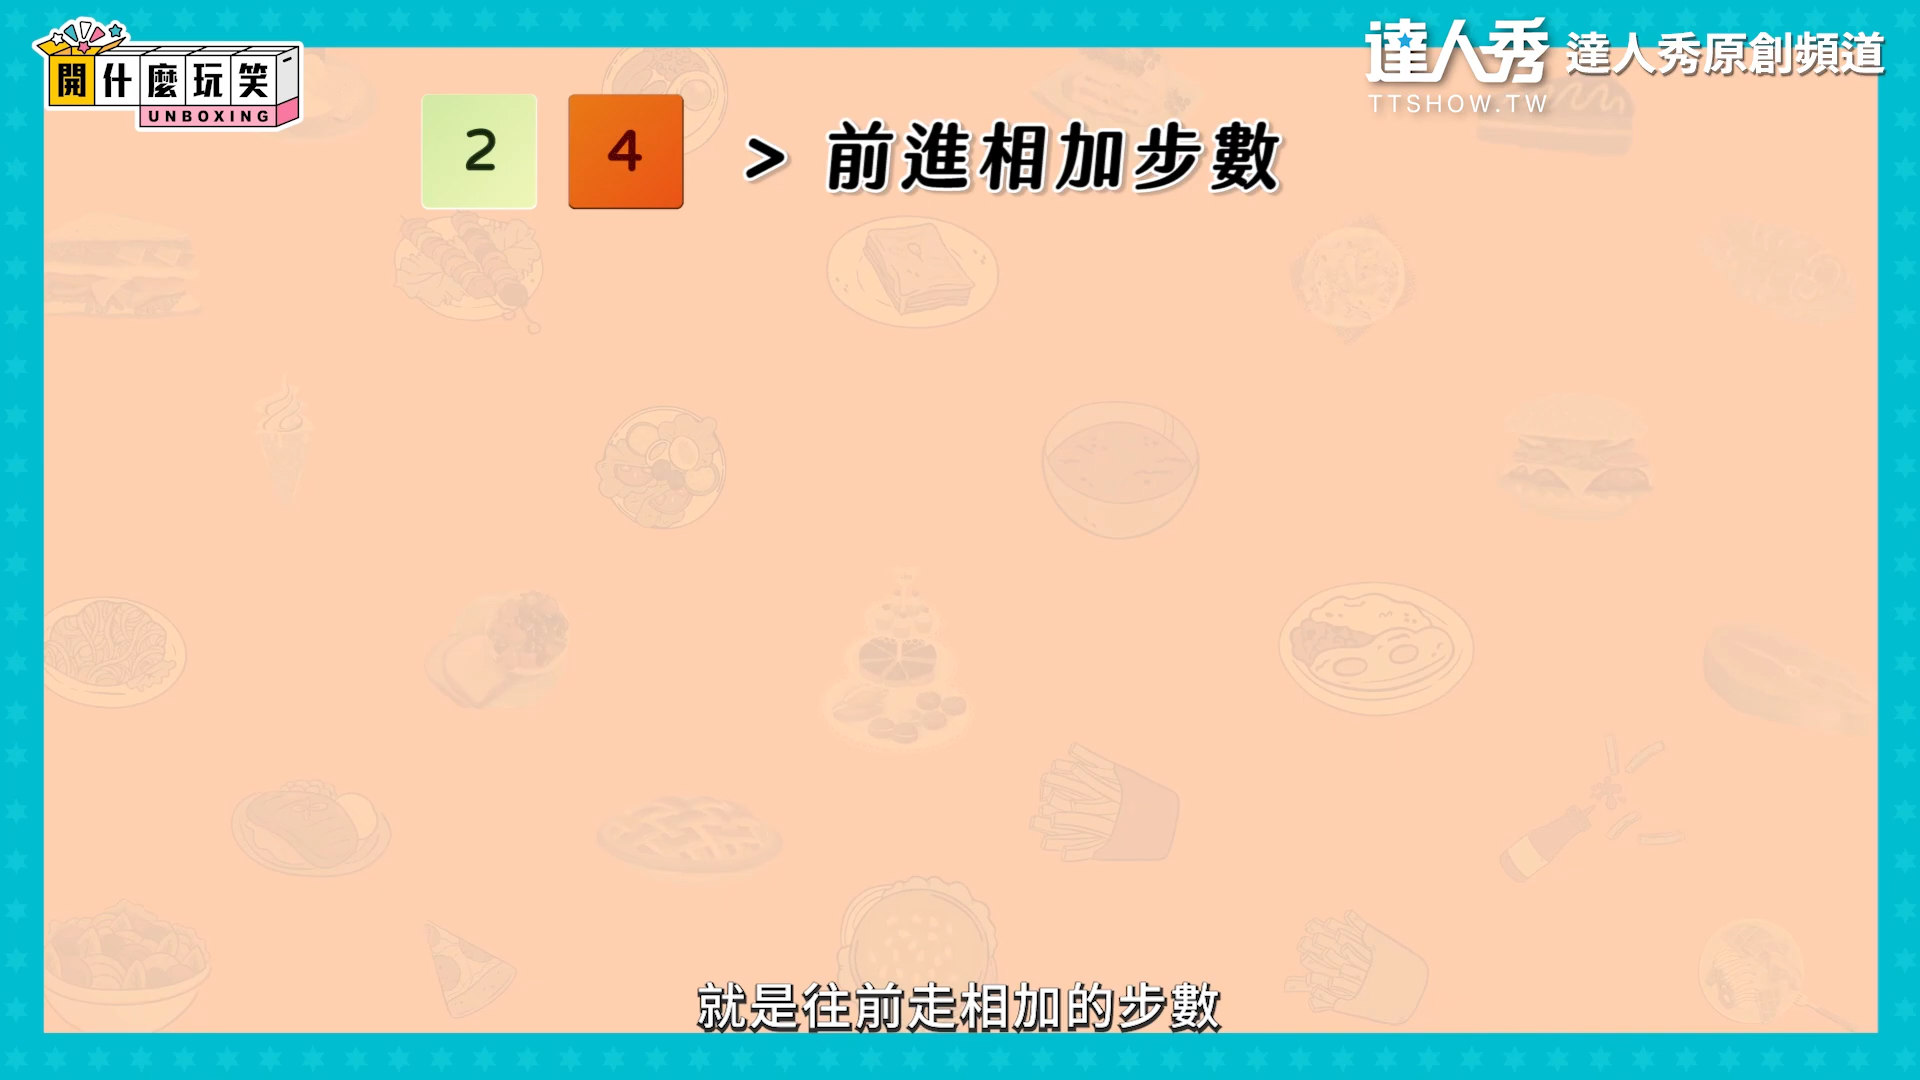 開什麼玩笑
UNBOXING
達人秀 達人秀原創頻道
TTSHOW.TW
2 4 > 前進相加步數
就是往前走相加的步數